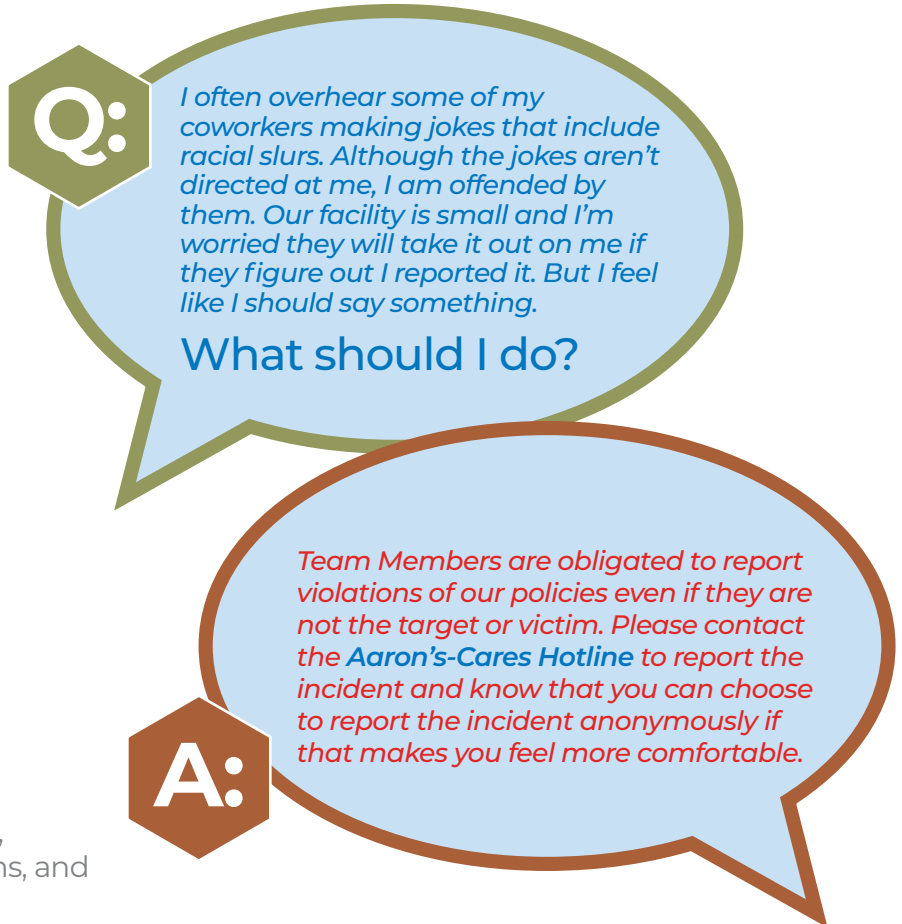 Q:
I often overhear some of my
coworkers making jokes that include
racial slurs. Although the jokes aren’t
directed at me, I am offended by
them. Our facility is small and I’m
worried they will take it out on me if
they figure out I reported it. But I feel
like I should say something.
What should I do?
A:
Team Members are obligated to report
violations of our policies even if they are
not the target or victim. Please contact
the Aaron’s-Cares Hotline to report the
incident and know that you can choose
to report the incident anonymously if
that makes you feel more comfortable.
,
ns, and